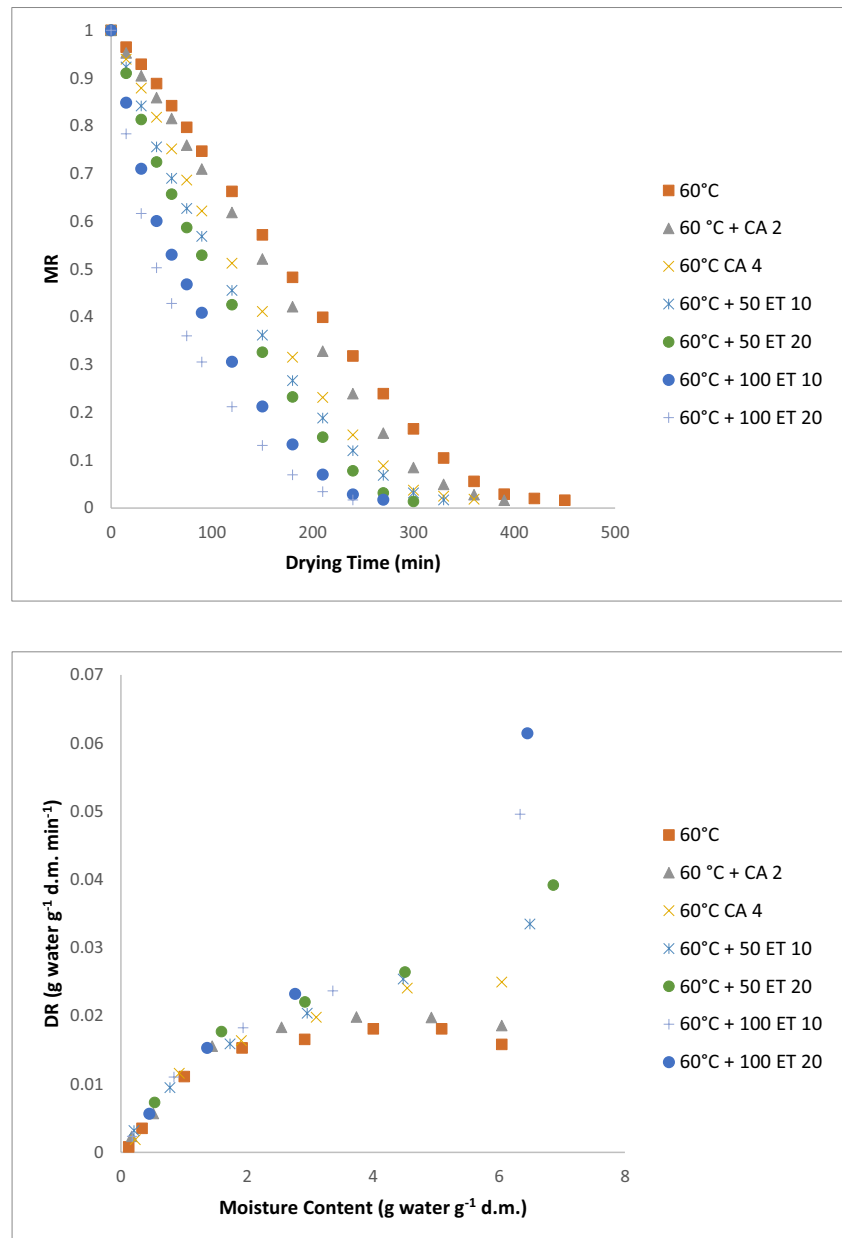 1
0.9
0.8
0.7
0.6
0.5
0.4
0.3
0.2
0.1
0
MR
0 100 200 300 400 500
Drying Time (min)
60°C
60 °C + CA 2
60°C CA 4
60°C + 50 ET 10
60°C + 50 ET 20
60°C + 100 ET 10
60°C + 100 ET 20
0.07
0.06
0.05
0.04
0.03
0.02
0.01
0
DR (g water g⁻¹ d.m. min⁻¹)
0 2 4 6 8
Moisture Content (g water g⁻¹ d.m.)
60°C
60 °C + CA 2
60°C CA 4
60°C + 50 ET 10
60°C + 50 ET 20
60°C + 100 ET 10
60°C + 100 ET 20